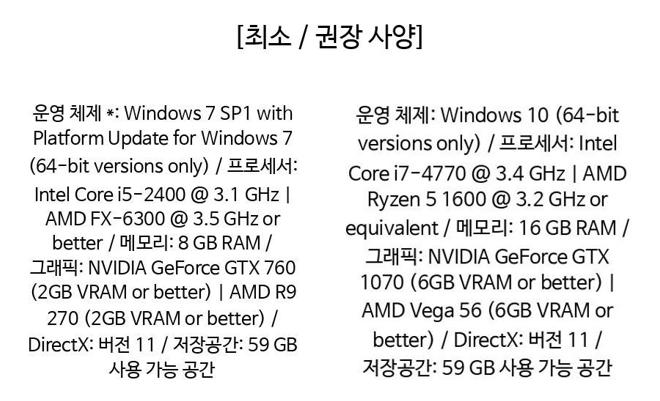 [최소 / 권장 사양]
운영 체제 *: Windows 7 SP1 with
Platform Update for Windows 7
(64-bit versions only) / 프로세서:
Intel Core i5-2400 @ 3.1 GHz |
AMD FX-6300 @ 3.5 GHz or
better / 메모리: 8 GB RAM /
그래픽: NVIDIA GeForce GTX 760
(2GB VRAM or better) | AMD R9
270 (2GB VRAM or better) /
DirectX: 버전 11 / 저장공간: 59 GB
사용 가능 공간
운영 체제: Windows 10 (64-bit
versions only) / 프로세서: Intel
Core i7-4770 @ 3.4 GHz | AMD
Ryzen 5 1600 @ 3.2 GHz or
equivalent / 메모리: 16 GB RAM /
그래픽: NVIDIA GeForce GTX
1070 (6GB VRAM or better) |
AMD Vega 56 (6GB VRAM or
better) / DirectX: 버전 11 /
저장공간: 59 GB 사용 가능 공간